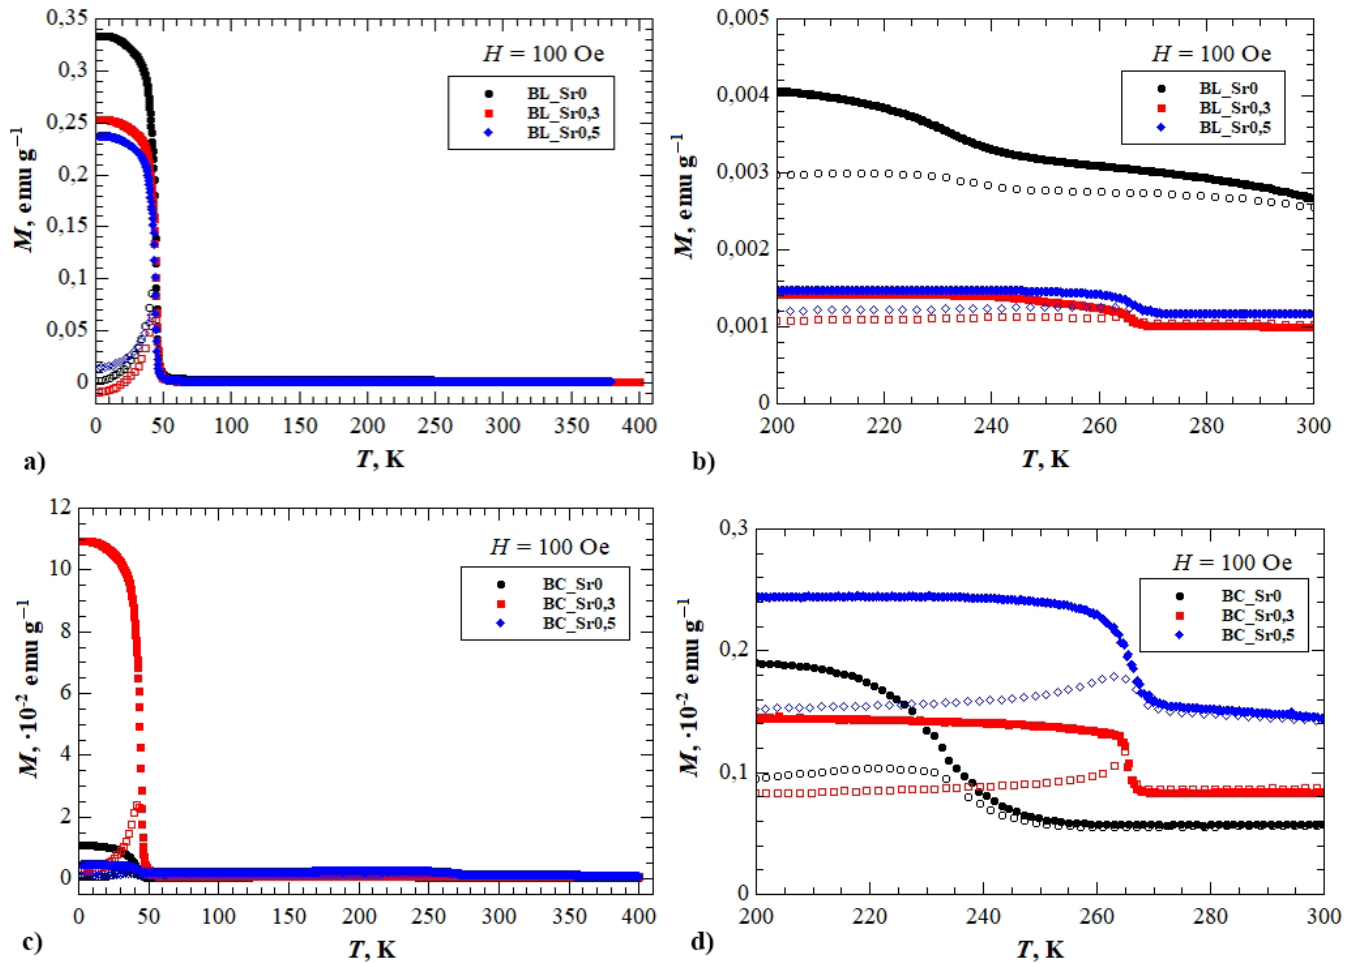 0,35
0,3
0,25
0,2
0,15
0,1
0,05
0
M, emu g⁻¹
H = 100 Oe
BL_Sr0
BL_Sr0,3
BL_Sr0,5
0 50 100 150 200 250 300 350 400
T, K
a)
0,005
0,004
0,003
0,002
0,001
0
M, emu g⁻¹
H = 100 Oe
BL_Sr0
BL_Sr0,3
BL_Sr0,5
200 220 240 260 280 300
T, K
b)
12
10
8
6
4
2
0
M, ·10⁻² emu g⁻¹
H = 100 Oe
BC_Sr0
BC_Sr0,3
BC_Sr0,5
0 50 100 150 200 250 300 350 400
T, K
c)
0,3
0,2
0,1
0
M, ·10⁻² emu g⁻¹
H = 100 Oe
BC_Sr0
BC_Sr0,3
BC_Sr0,5
200 220 240 260 280 300
T, K
d)